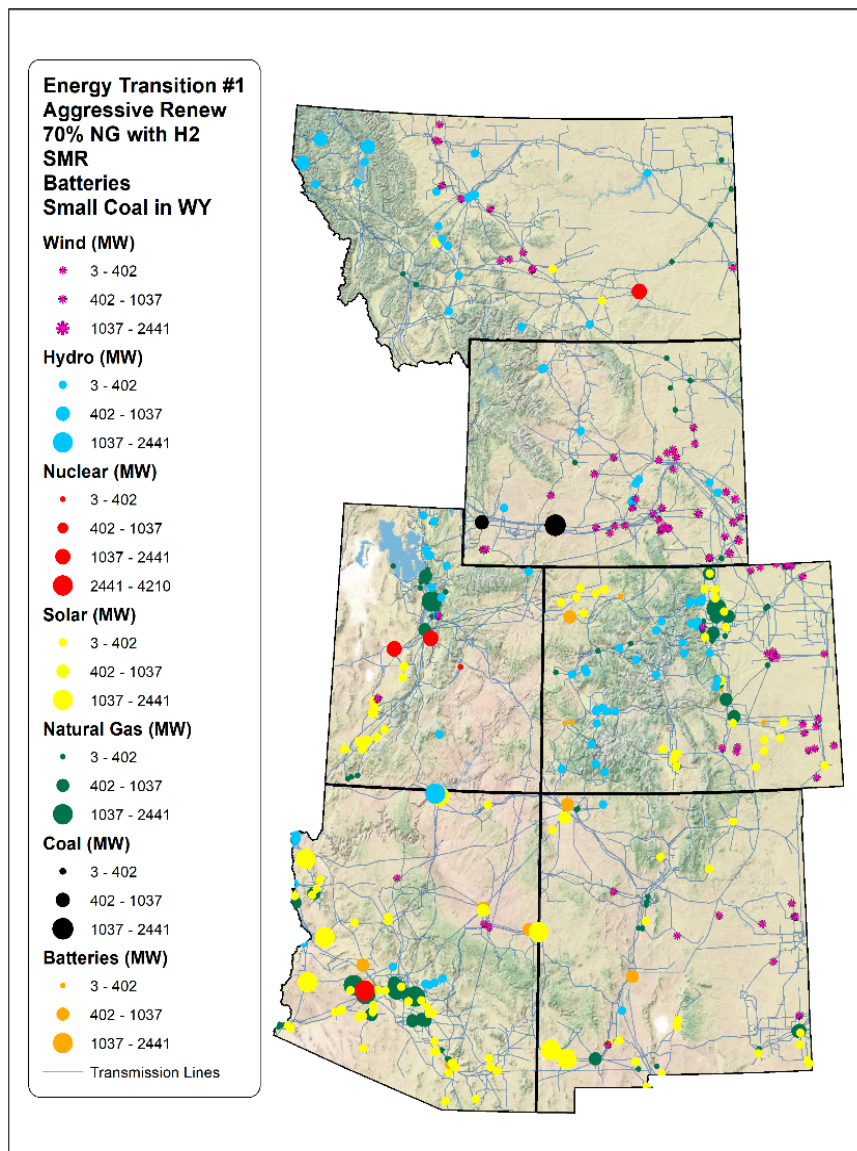 Energy Transition #1
Aggressive Renew
70% NG with H2
SMR
Batteries
Small Coal in WY
Wind (MW)
3 - 402
402 - 1037
1037 - 2441
Hydro (MW)
3 - 402
402 - 1037
1037 - 2441
Nuclear (MW)
3 - 402
402 - 1037
1037 - 2441
2441 - 4210
Solar (MW)
3 - 402
402 - 1037
1037 - 2441
Natural Gas (MW)
3 - 402
402 - 1037
1037 - 2441
Coal (MW)
3 - 402
402 - 1037
1037 - 2441
Batteries (MW)
3 - 402
402 - 1037
1037 - 2441
Transmission Lines